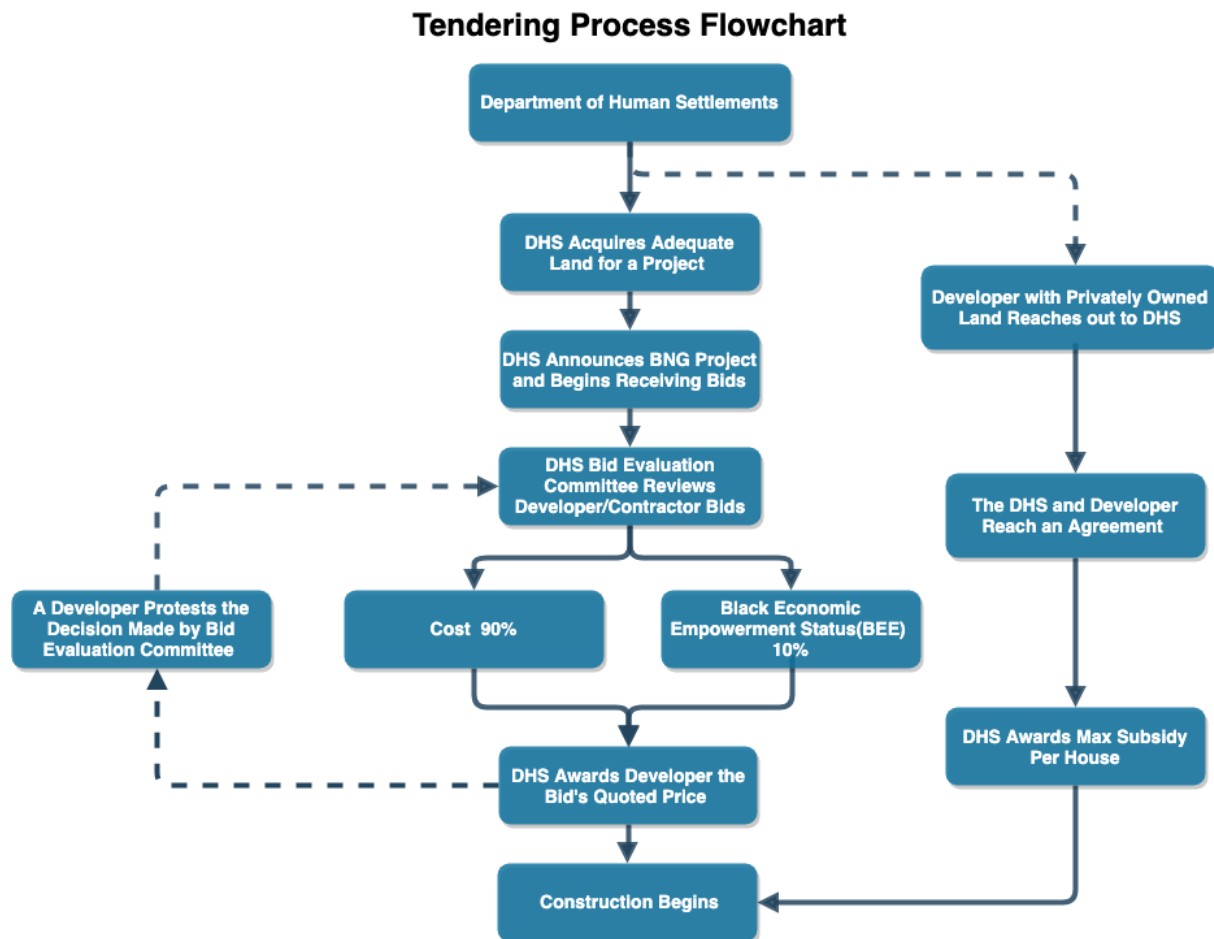 Tendering Process Flowchart
Department of Human Settlements
DHS Acquires Adequate
Land for a Project
Developer with Privately Owned
Land Reaches out to DHS
DHS Announces BNG Project
and Begins Receiving Bids
DHS Bid Evaluation
Committee Reviews
Developer/Contractor Bids
The DHS and Developer
Reach an Agreement
A Developer Protests the
Decision Made by Bid
Evaluation Committee
Cost 90%
Black Economic
Empowerment Status(BEE)
10%
DHS Awards Max Subsidy
Per House
DHS Awards Developer the
Bid's Quoted Price
Construction Begins